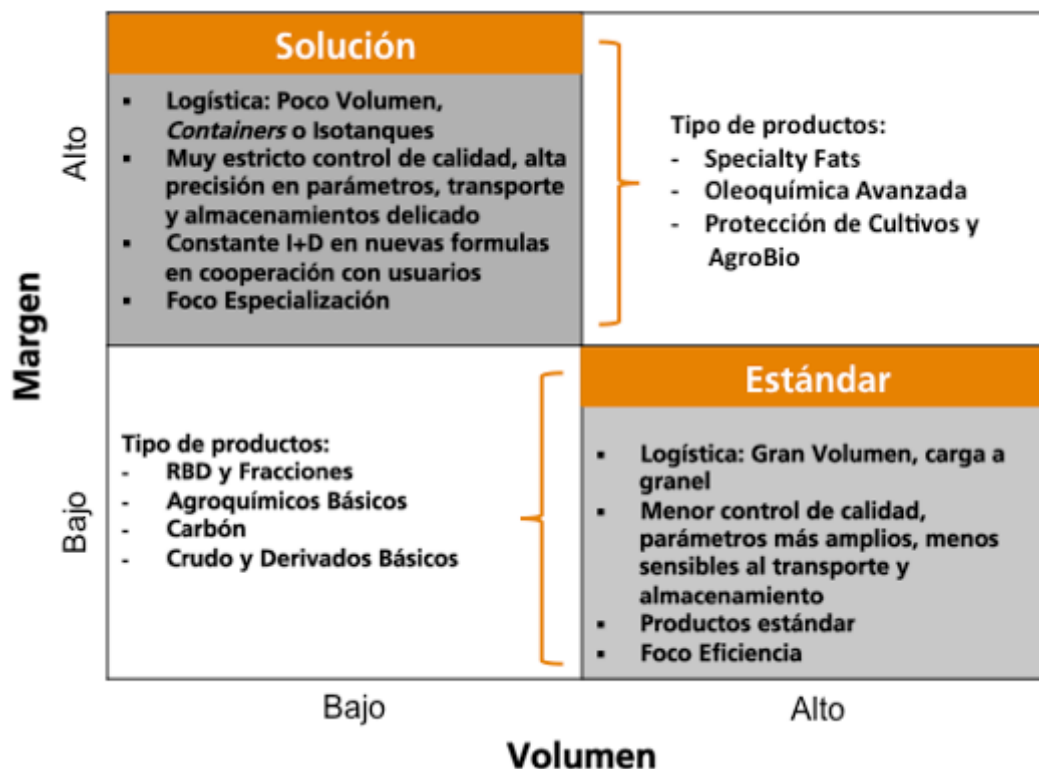 Solución
▪ Logística: Poco Volumen,
Containers o Isotanques
▪ Muy estricto control de calidad, alta
precisión en parámetros, transporte
y almacenamientos delicado
▪ Constante I+D en nuevas formulas
en cooperación con usuarios
▪ Foco Especialización
Tipo de productos:
- Specialty Fats
- Oleoquímica Avanzada
- Protección de Cultivos y
AgroBio
Alto
Margen
Bajo
Tipo de productos:
- RBD y Fracciones
- Agroquímicos Básicos
- Carbón
- Crudo y Derivados Básicos
Estándar
▪ Logística: Gran Volumen, carga a
granel
▪ Menor control de calidad,
parámetros más amplios, menos
sensibles al transporte y
almacenamiento
▪ Productos estándar
▪ Foco Eficiencia
Bajo
Alto
Volumen